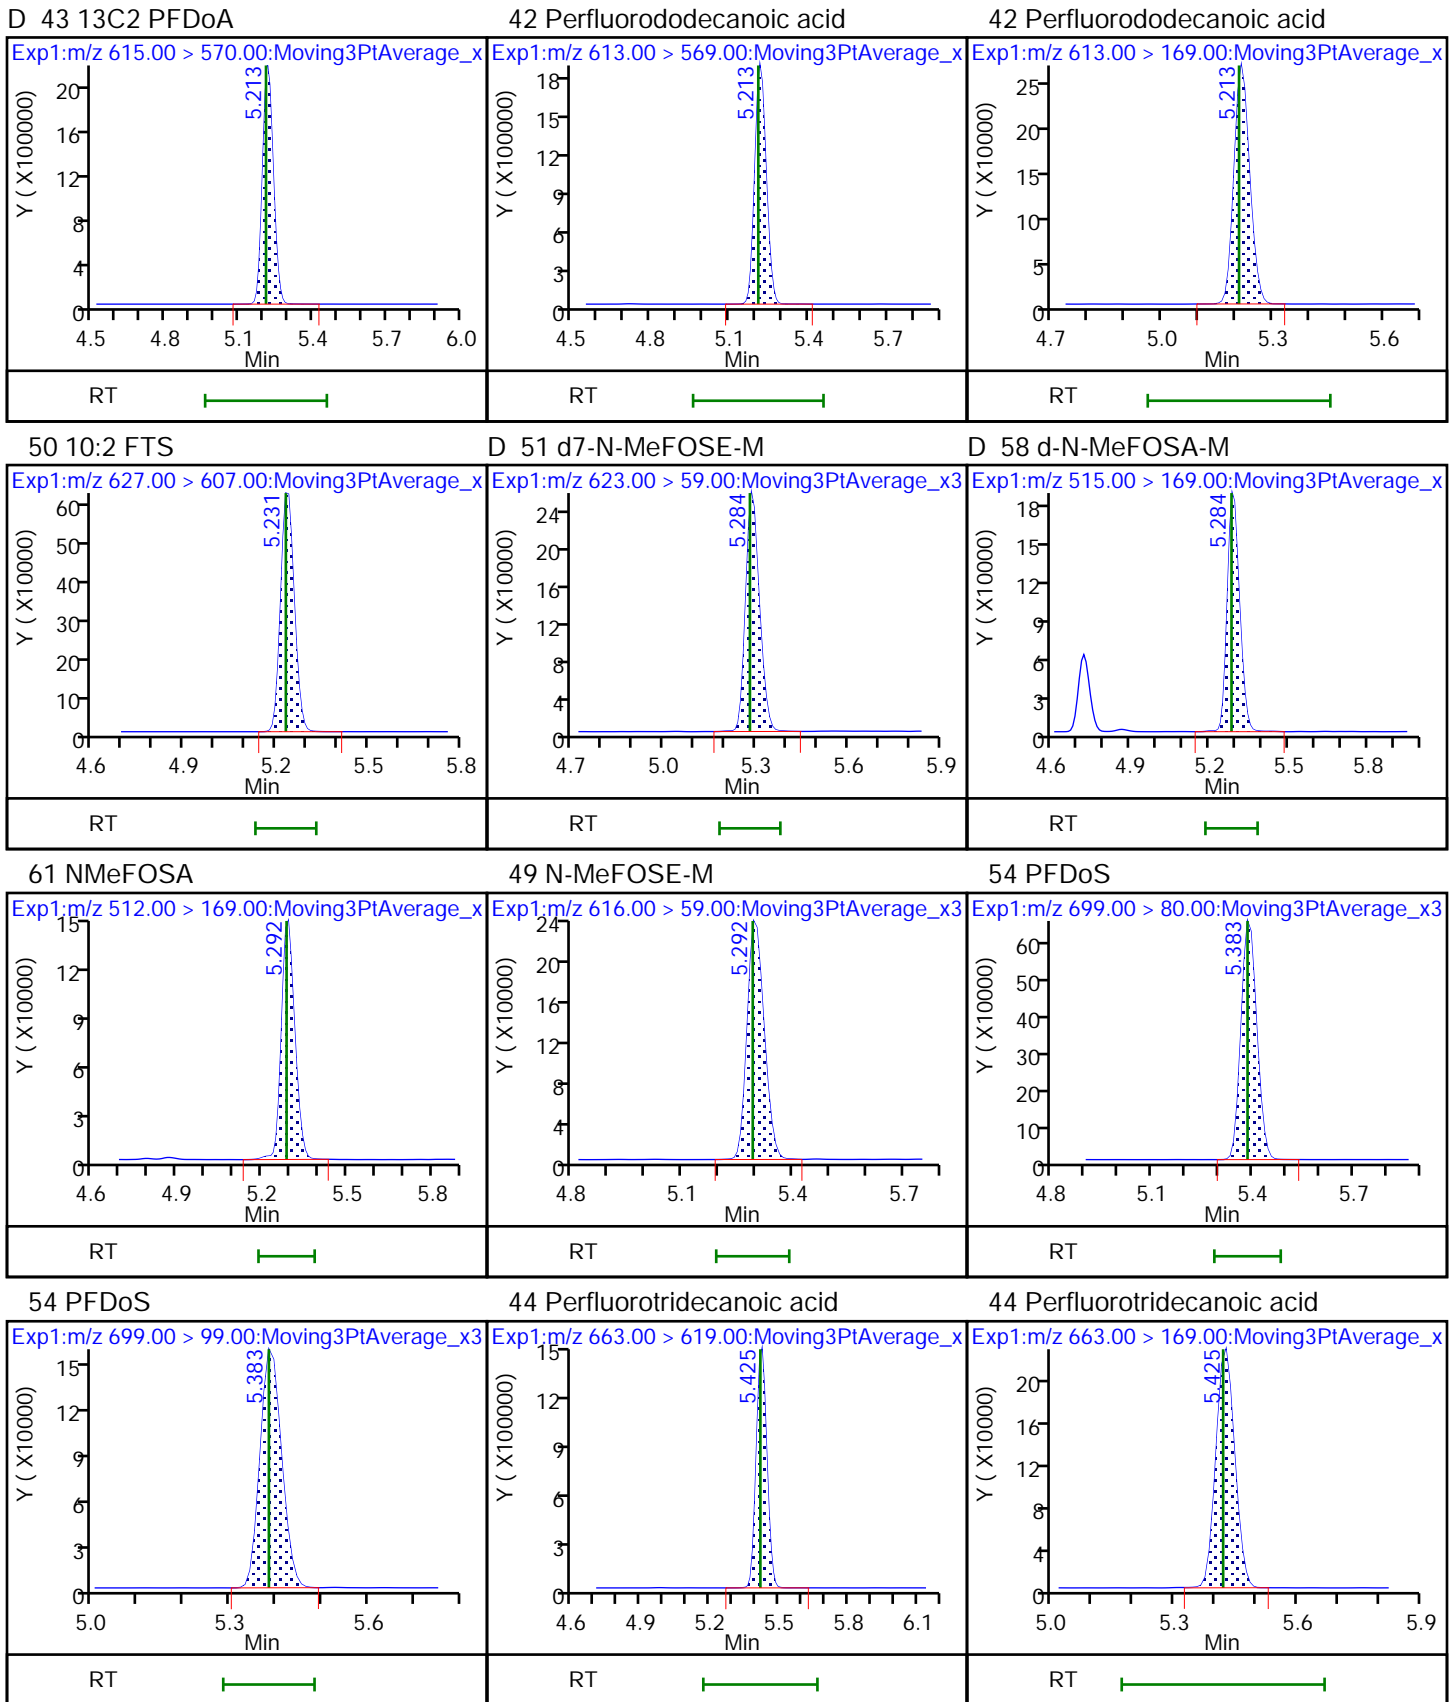 D 43 13C2 PFDoA
Exp1:m/z 615.00 > 570.00:Moving3PtAverage_x
Y ( X100000)
20
16
12
8
4
0
5.213
4.5 4.8 5.1 5.4 5.7 6.0
Min
RT
42 Perfluorododecanoic acid
Exp1:m/z 613.00 > 569.00:Moving3PtAverage_x
Y ( X100000)
18
15
12
9
6
3
0
5.213
4.5 4.8 5.1 5.4 5.7
Min
RT
42 Perfluorododecanoic acid
Exp1:m/z 613.00 > 169.00:Moving3PtAverage_x
Y ( X10000)
25
20
15
10
5
0
5.213
4.7 5.0 5.3 5.6
Min
RT
50 10:2 FTS
Exp1:m/z 627.00 > 607.00:Moving3PtAverage_x
Y ( X10000)
60
50
40
30
20
10
0
5.231
4.6 4.9 5.2 5.5 5.8
Min
RT
D 51 d7-N-MeFOSE-M
Exp1:m/z 623.00 > 59.00:Moving3PtAverage_x3
Y ( X10000)
24
20
16
12
8
4
0
5.284
4.7 5.0 5.3 5.6 5.9
Min
RT
D 58 d-N-MeFOSA-M
Exp1:m/z 515.00 > 169.00:Moving3PtAverage_x
Y ( X10000)
18
15
12
9
6
3
0
5.284
4.6 4.9 5.2 5.5 5.8
Min
RT
61 NMeFOSA
Exp1:m/z 512.00 > 169.00:Moving3PtAverage_x
Y ( X10000)
15
12
9
6
3
0
5.292
4.6 4.9 5.2 5.5 5.8
Min
RT
49 N-MeFOSE-M
Exp1:m/z 616.00 > 59.00:Moving3PtAverage_x3
Y ( X10000)
24
20
16
12
8
4
0
5.292
4.8 5.1 5.4 5.7
Min
RT
54 PFDoS
Exp1:m/z 699.00 > 80.00:Moving3PtAverage_x3
Y ( X10000)
60
50
40
30
20
10
0
5.383
4.8 5.1 5.4 5.7
Min
RT
54 PFDoS
Exp1:m/z 699.00 > 99.00:Moving3PtAverage_x3
Y ( X10000)
15
12
9
6
3
0
5.383
5.0 5.3 5.6
Min
RT
44 Perfluorotridecanoic acid
Exp1:m/z 663.00 > 619.00:Moving3PtAverage_x
Y ( X100000)
15
12
9
6
3
0
5.425
4.6 4.9 5.2 5.5 5.8 6.1
Min
RT
44 Perfluorotridecanoic acid
Exp1:m/z 663.00 > 169.00:Moving3PtAverage_x
Y ( X10000)
20
16
12
8
4
0
5.425
5.0 5.3 5.6 5.9
Min
RT